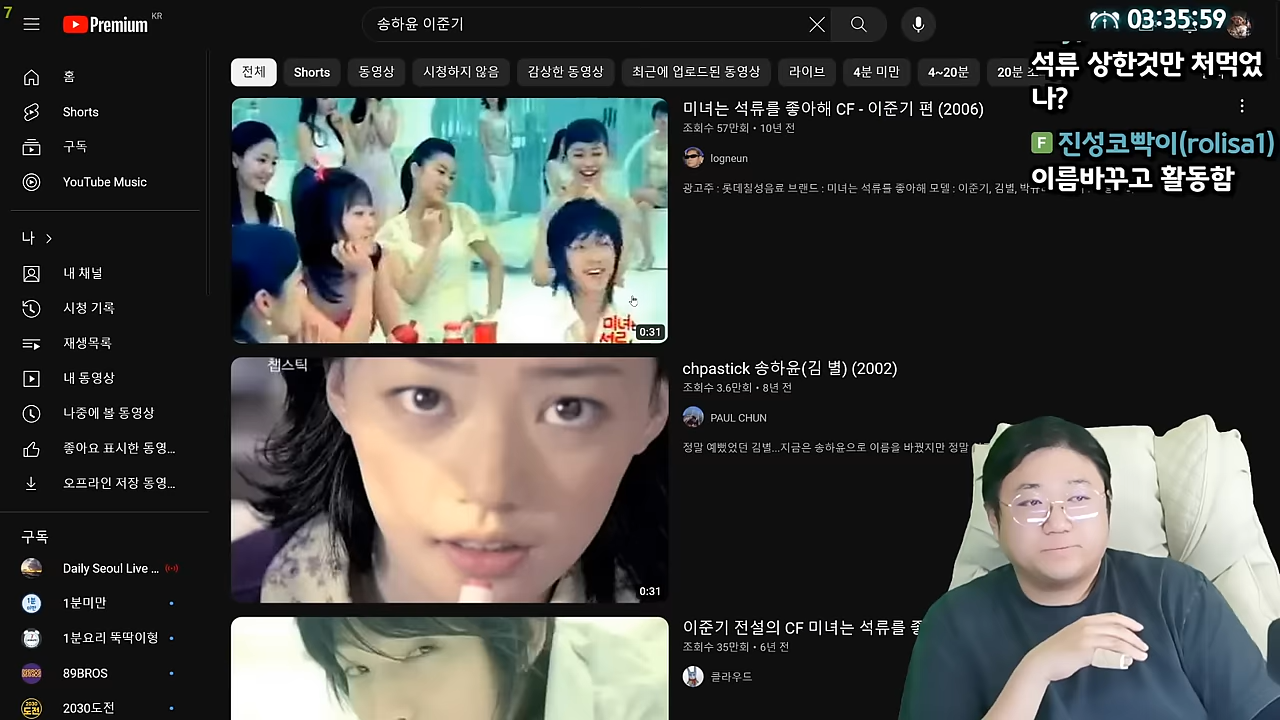 7
Premium KR
송하윤 이준기
03:35:59
석류 상한것만 처먹었
나?
F 진성코빡이(rolisa1)
이름바꾸고 활동함
전체
Shorts
동영상
시청하지 않음
감상한 동영상
최근에 업로드된 동영상
라이브
4분 미만
4~20분
20분
홈
Shorts
구독
YouTube Music
나
내 채널
시청 기록
재생목록
내 동영상
나중에 볼 동영상
좋아요 표시한 동영...
오프라인 저장 동영...
구독
Daily Seoul Live ...
1분미만
1분요리 뚝딱이형
89BROS
2030도전
미녀는 석류를 좋아해 CF - 이준기 편 (2006)
조회수 57만회 • 10년 전
logneun
광고주 : 롯데칠성음료 브랜드 : 미녀는 석류를 좋아해 모델 : 이준기, 김별,
0:31
챕스틱
chpastick 송하윤(김 별) (2002)
조회수 3.6만회 • 8년 전
PAUL CHUN
정말 예뻤었던 김별...지금은 송하윤으로 이름을 바꿨지만 정말
0:31
이준기 전설의 CF 미녀는 석류를
조회수 35만회 • 6년 전
클라우드